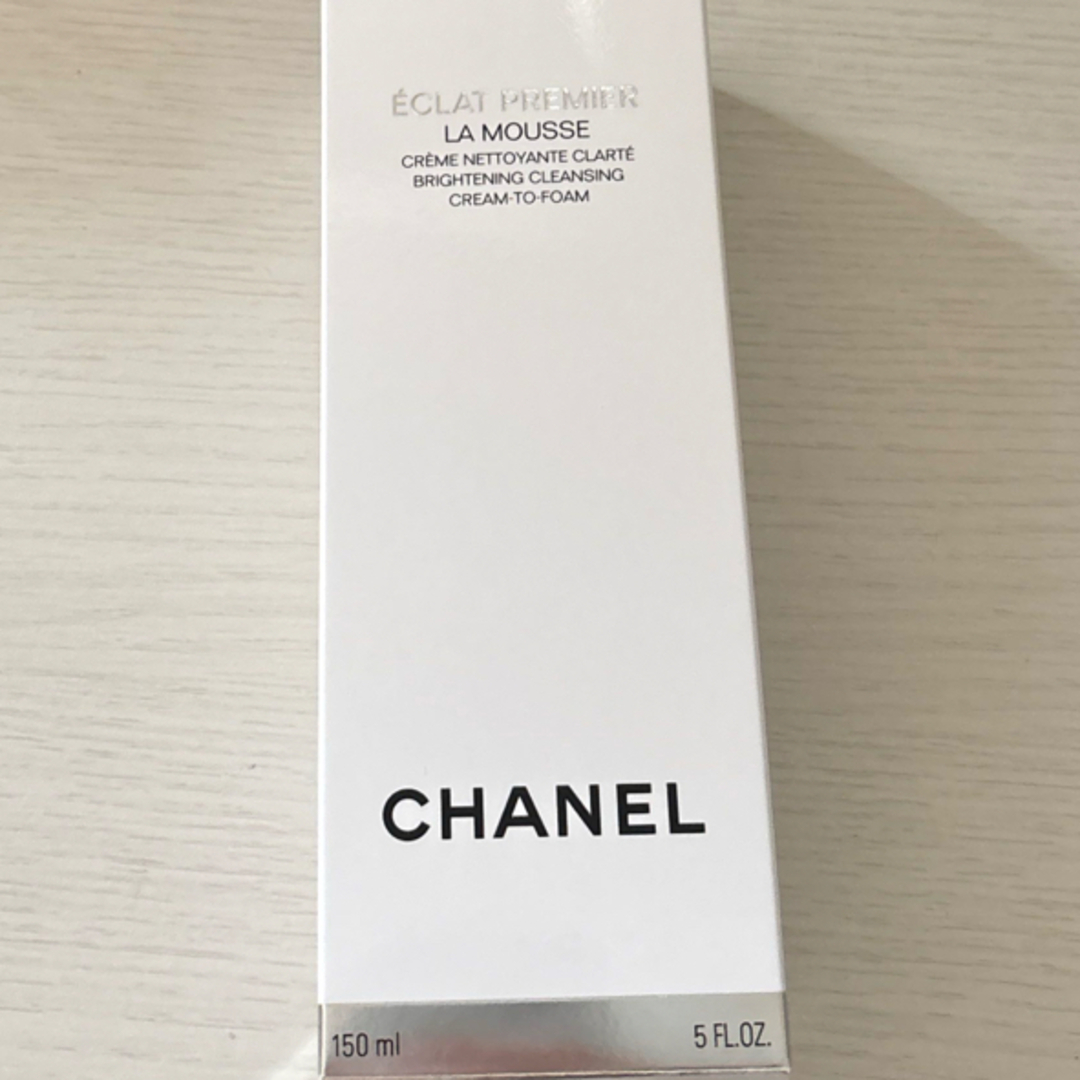 ÉCLAT PREMIER
LA MOUSSE
CRÈME NETTOYANTE CLARTÉ
BRIGHTENING CLEANSING
CREAM-TO-FOAM
CHANEL
150 ml 5 FL.OZ.